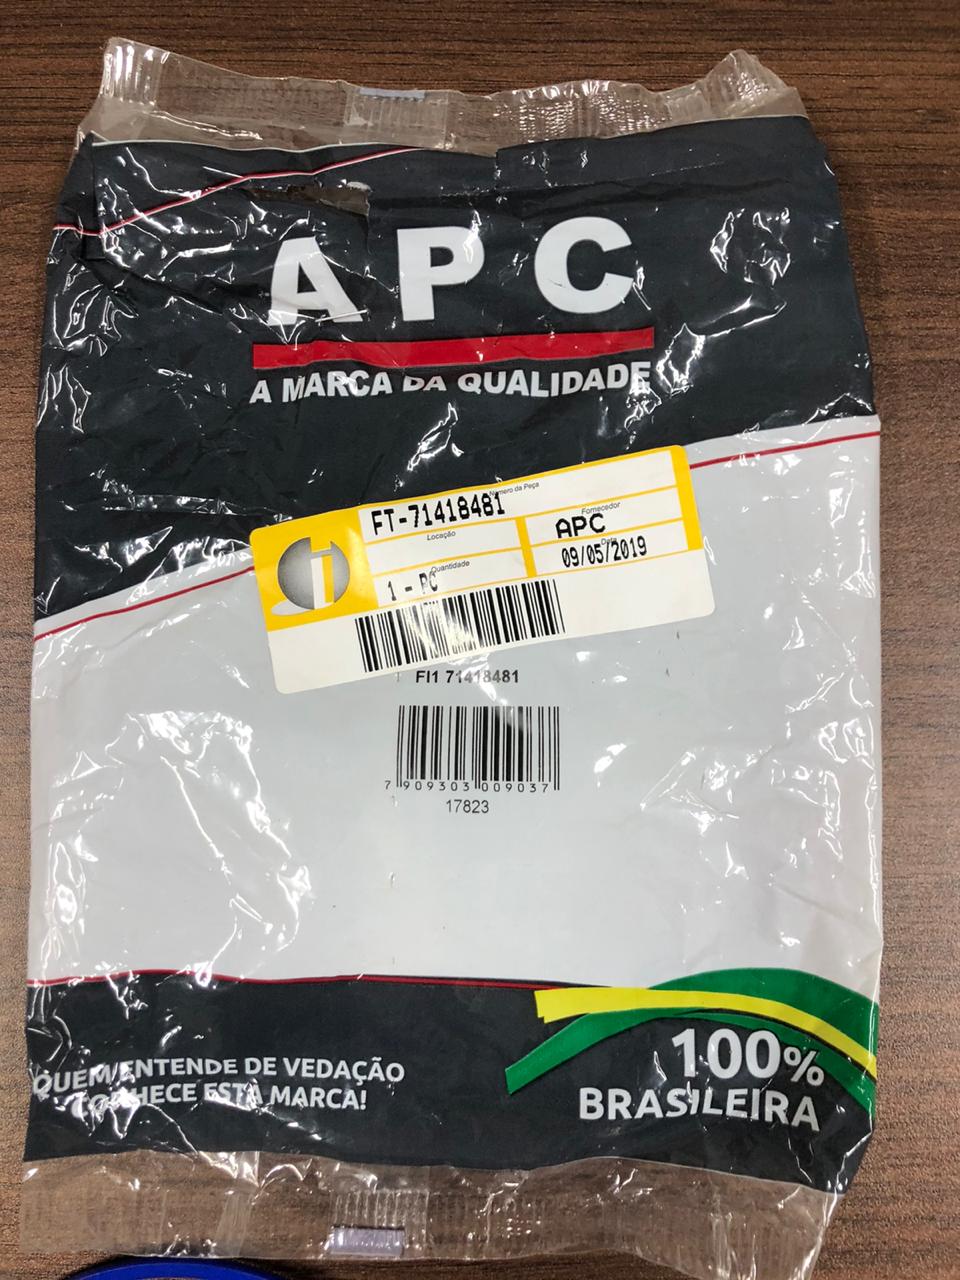 APC
A MARCA DA QUALIDADE
Número da Peça
FT-71418481
Locação
Fornecedor
APC
Quantidade
1 - PC
Data
09/05/2019
FI1 71418481
7 909303 009037
17823
QUEM ENTENDE DE VEDAÇÃO
CONHECE ESTA MARCA!
100%
BRASILEIRA